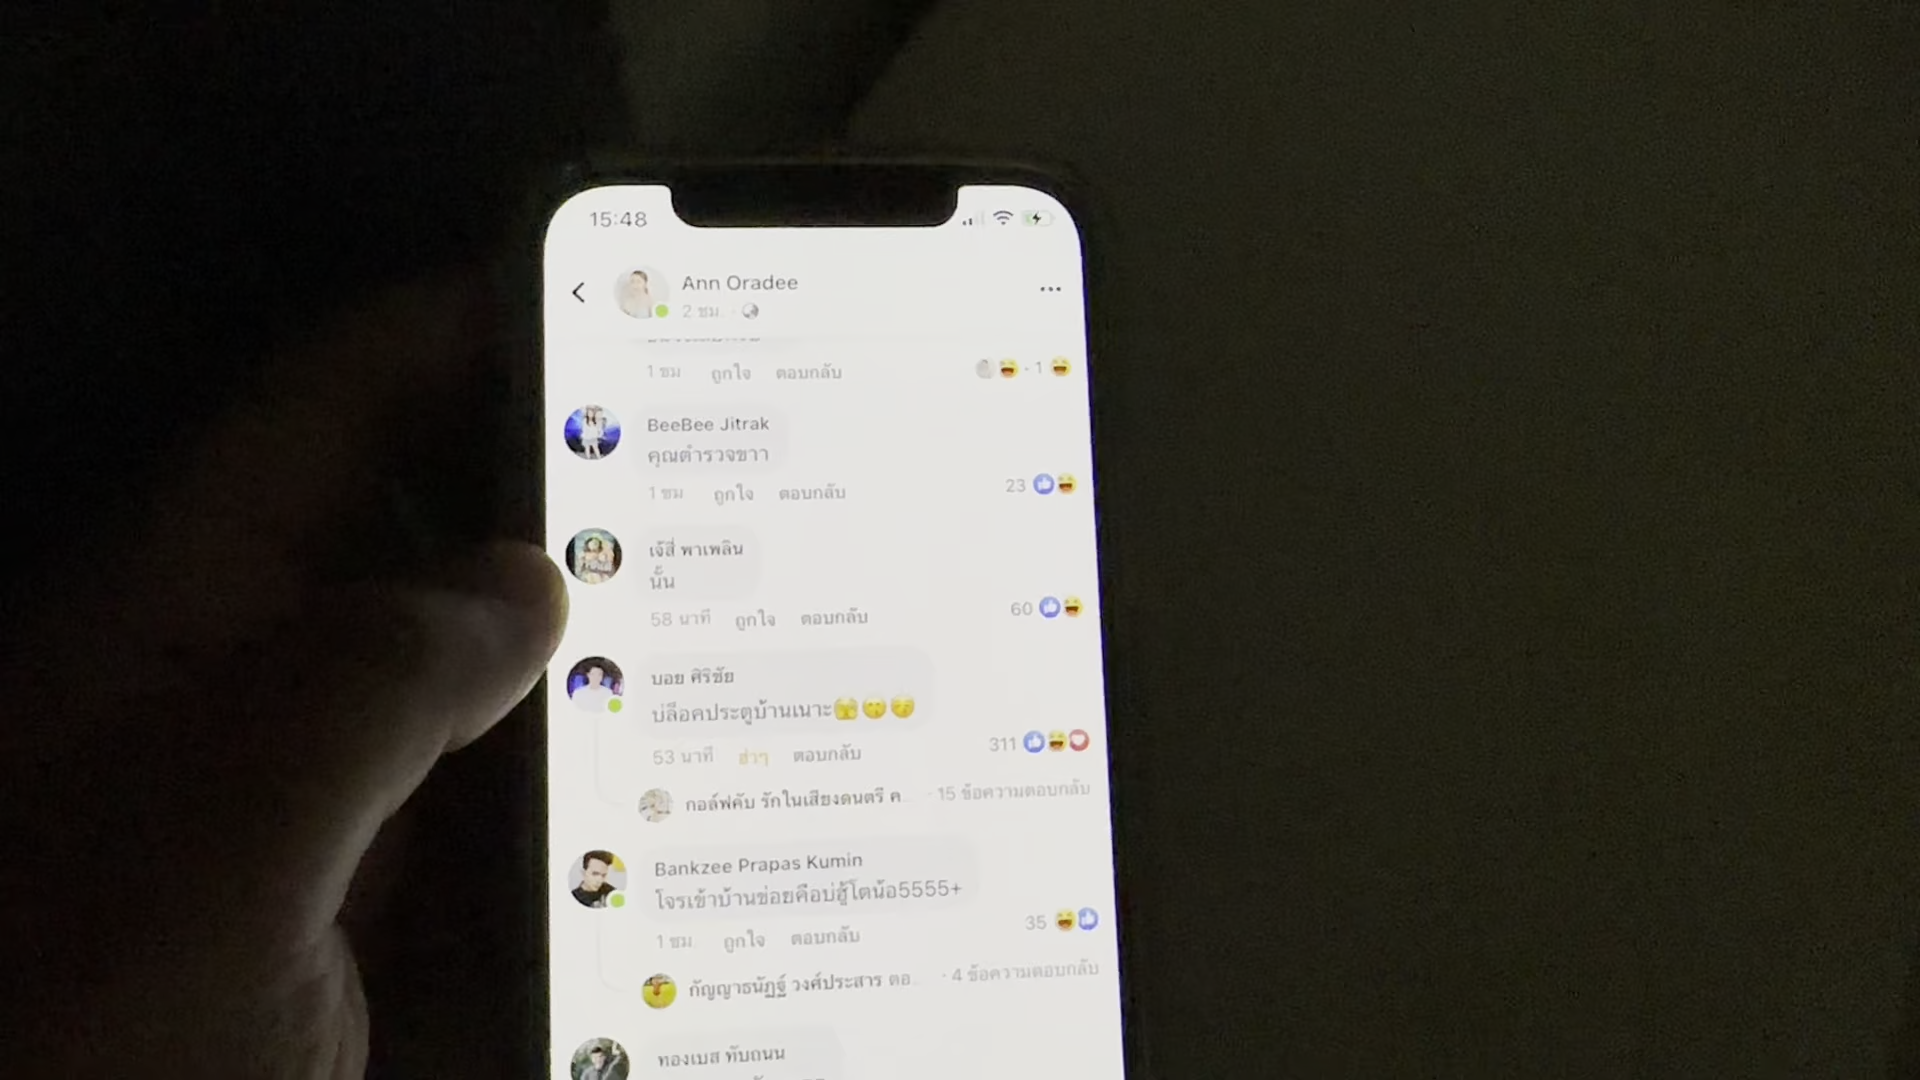 15:48
Ann Oradee
2 ชม.
1 ชม ถูกใจ ตอบกลับ 1
BeeBee Jitrak
คุณตำรวจขาา
1 ชม ถูกใจ ตอบกลับ 23
เจ้สี่ พาเพลิน
นั้น
58 นาที ถูกใจ ตอบกลับ 60
บอย ศิริชัย
บ่ล็อคประตูบ้านเนาะ
53 นาที ฮ่าๆ ตอบกลับ 311
กอล์ฟคับ รักในเสียงดนตรี ค... · 15 ข้อความตอบกลับ
Bankzee Prapas Kumin
โจรเข้าบ้านข่อยคือบ่ฮู้โตน้อ5555+
1 ชม ถูกใจ ตอบกลับ 35
กัญญาธนัฏฐ์ วงศ์ประสาร ตอ... · 4 ข้อความตอบกลับ
ทองเบส ทับถนน